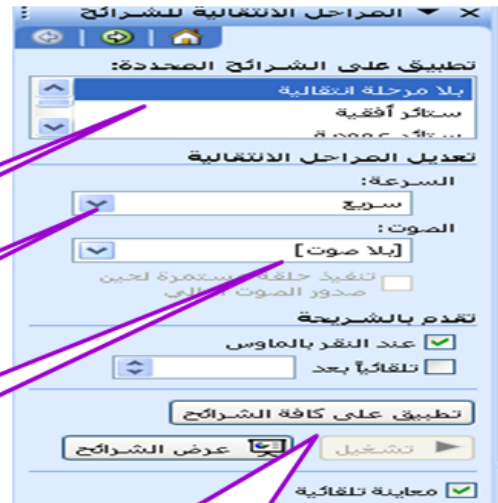 المراحل الانتقالية للشرائح
تطبيق على الشرائح المحددة:
بلا مرحلة انتقالية
ستائر أفقية
ستائر عمودية
تعديل المراحل الانتقالية
السرعة:
سريع
الصوت:
[بلا صوت]
تنفيذ حلقة مستمرة لحين
صدور الصوت التالي
تقدم بالشريحة
عند النقر بالماوس
تلقائياً بعد
تطبيق على كافة الشرائح
تشغيل
عرض الشرائح
معاينة تلقائية